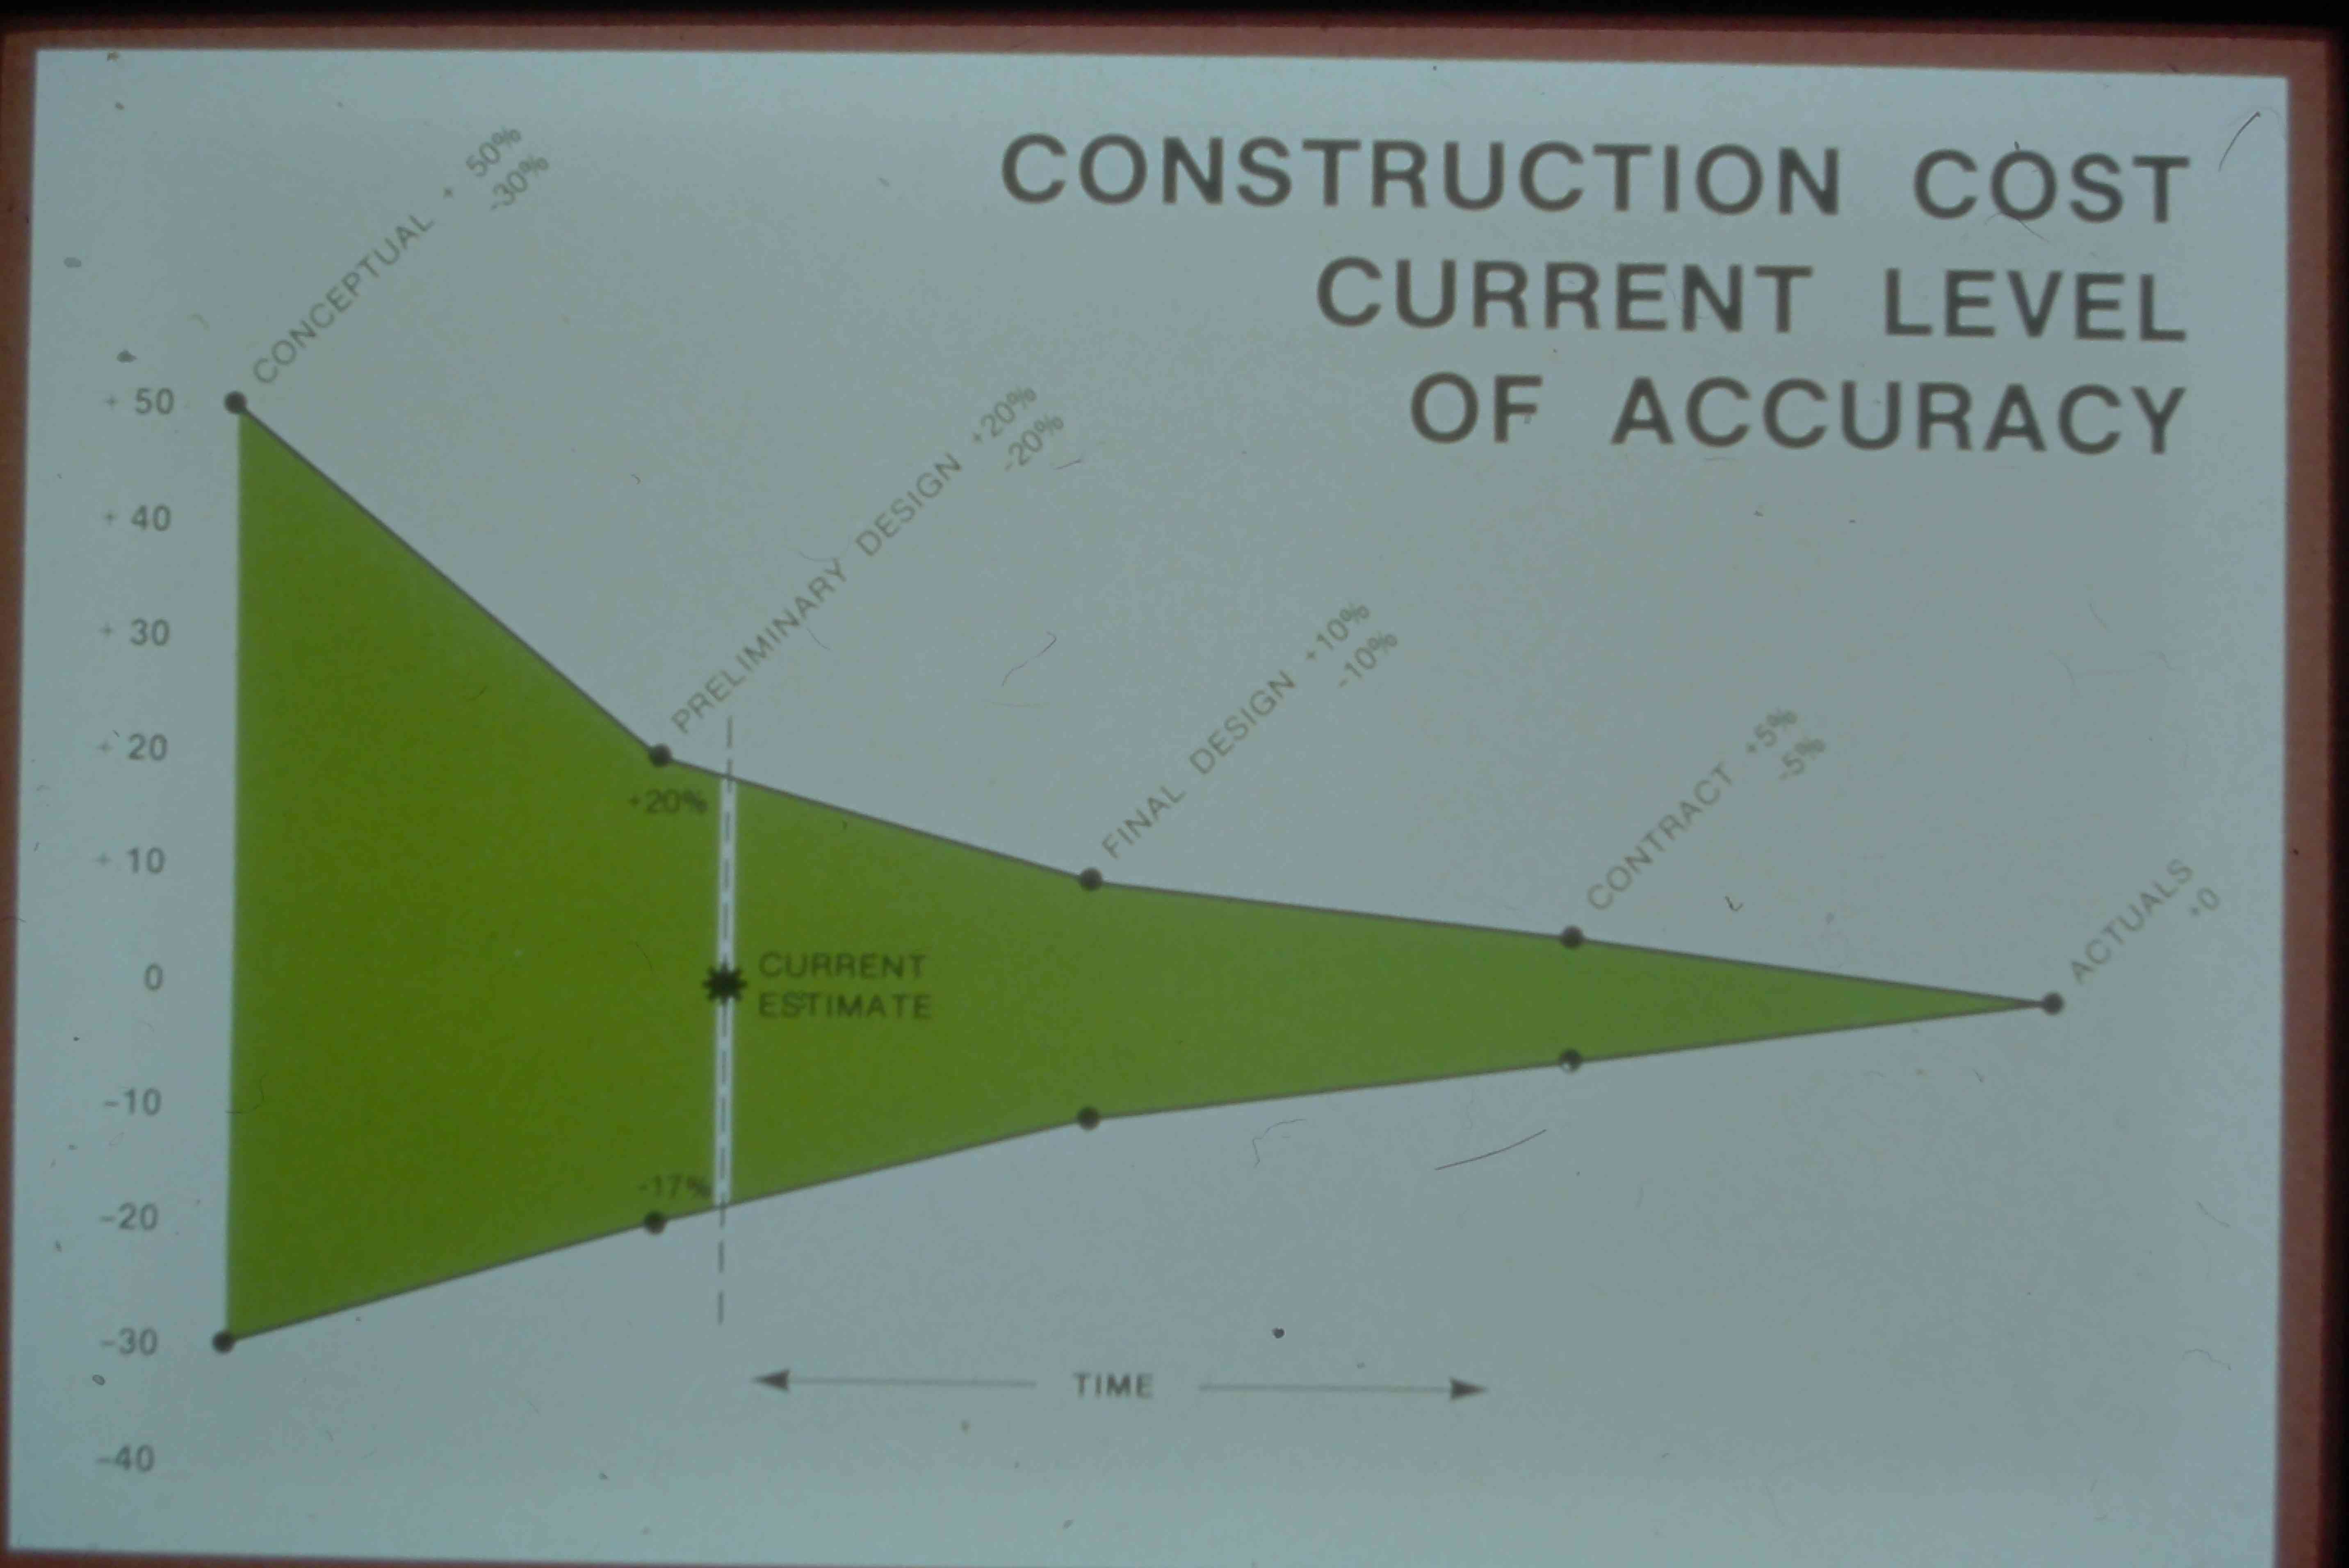 CONSTRUCTION COST
CURRENT LEVEL
OF ACCURACY
CONCEPTUAL + 50%
-30%
PRELIMINARY DESIGN +20%
-20%
FINAL DESIGN +10%
-10%
CONTRACT +5%
-5%
ACTUALS
+0
+ 50
+ 40
+ 30
+ 20
+ 10
0
-10
-20
-30
-40
+20%
CURRENT
ESTIMATE
-17%
TIME